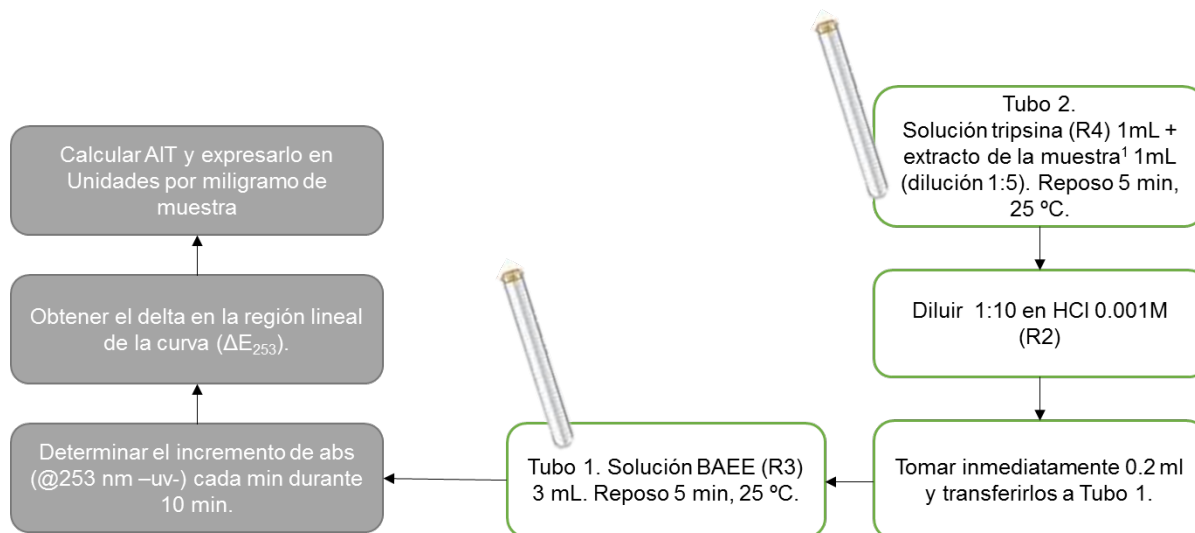 Tubo 2.
Solución tripsina (R4) 1mL +
extracto de la muestra¹ 1mL
(dilución 1:5). Reposo 5 min,
25 ºC.
Diluir 1:10 en HCl 0.001M
(R2)
Tomar inmediatamente 0.2 ml
y transferirlos a Tubo 1.
Tubo 1. Solución BAEE (R3)
3 mL. Reposo 5 min, 25 ºC.
Determinar el incremento de abs
(@253 nm –uv-) cada min durante
10 min.
Obtener el delta en la región lineal
de la curva (ΔE₂₅₃).
Calcular AIT y expresarlo en
Unidades por miligramo de
muestra